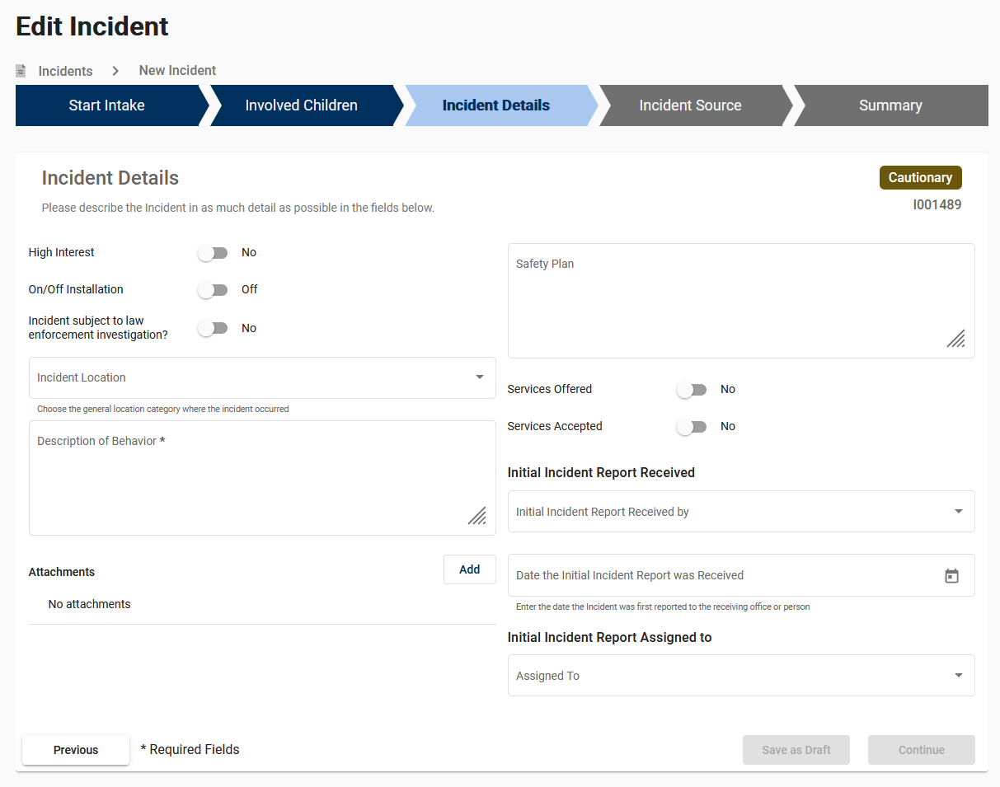 Edit Incident
Incidents
New Incident
Start Intake
Involved Children
Incident Details
Incident Source
Summary
Incident Details
Cautionary
Please describe the Incident in as much detail as possible in the fields below.
I001489
High Interest
No
On/Off Installation
Off
Incident subject to law
enforcement investigation?
No
Incident Location
Choose the general location category where the incident occurred
Description of Behavior *
Attachments
Add
No attachments
Safety Plan
Services Offered
No
Services Accepted
No
Initial Incident Report Received
Initial Incident Report Received by
Date the Initial Incident Report was Received
Enter the date the Incident was first reported to the receiving office or person
Initial Incident Report Assigned to
Assigned To
Previous
* Required Fields
Save as Draft
Continue